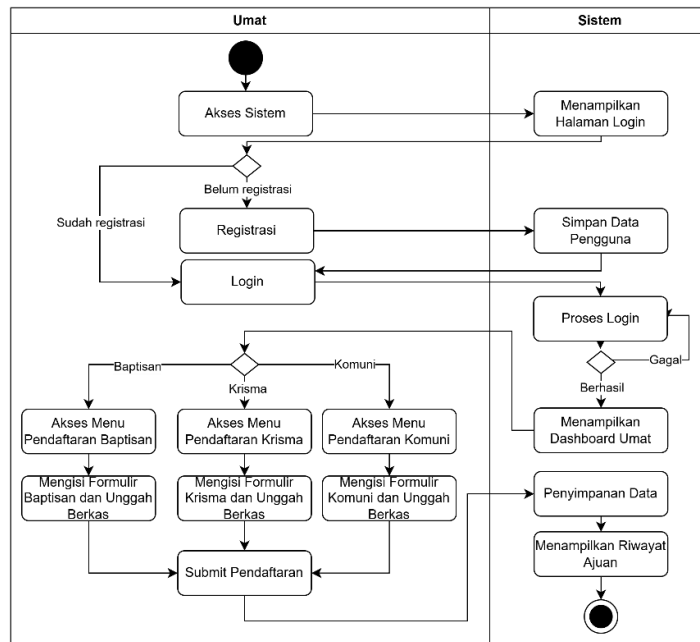 Umat
Sistem
Akses Sistem
Menampilkan
Halaman Login
Belum registrasi
Sudah registrasi
Registrasi
Simpan Data
Pengguna
Login
Proses Login
Gagal
Berhasil
Menampilkan
Dashboard Umat
Baptisan
Krisma
Komuni
Akses Menu
Pendaftaran Baptisan
Akses Menu
Pendaftaran Krisma
Akses Menu
Pendaftaran Komuni
Mengisi Formulir
Baptisan dan Unggah
Berkas
Mengisi Formulir
Krisma dan Unggah
Berkas
Mengisi Formulir
Komuni dan Unggah
Berkas
Submit Pendaftaran
Penyimpanan Data
Menampilkan Riwayat
Ajuan